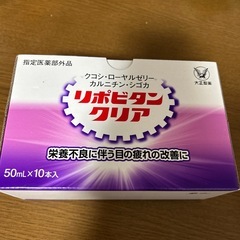 指定医薬部外品
クコシ・ローヤルゼリー
カルニチン・シゴカ
大正製薬
リポビタン
クリア
栄養不良に伴う目の疲れの改善に
50mL×10本入